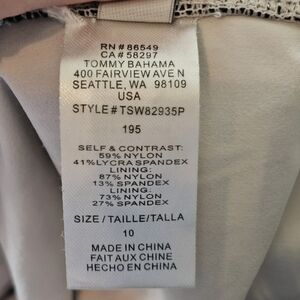 RN # 86549
CA # 58297
TOMMY BAHAMA
400 FAIRVIEW AVE N
SEATTLE, WA 98109
USA
STYLE # TSW82935P
195
SELF & CONTRAST:
59% NYLON
41% LYCRA SPANDEX
LINING:
87% NYLON
13% SPANDEX
LINING:
73% NYLON
27% SPANDEX
SIZE / TAILLE/TALLA
10
MADE IN CHINA
FAIT AUX CHINE
HECHO EN CHINA